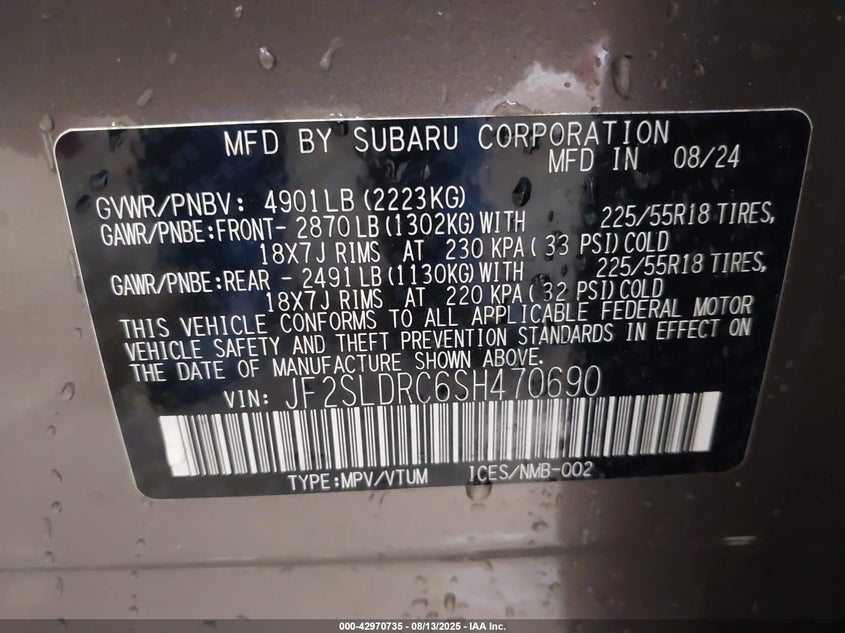 MFD BY SUBARU CORPORATION
MFD IN 08/24
GVWR/PNBV: 4901LB (2223KG)
GAWR/PNBE:FRONT- 2870LB (1302KG) WITH 225/55R18 TIRES,
18X7J RIMS AT 230 KPA ( 33 PSI) COLD
GAWR/PNBE:REAR - 2491LB (1130KG) WITH 225/55R18 TIRES,
18X7J RIMS AT 220 KPA ( 32 PSI) COLD
THIS VEHICLE CONFORMS TO ALL APPLICABLE FEDERAL MOTOR
VEHICLE SAFETY AND THEFT PREVENTION STANDARDS IN EFFECT ON
THE DATE OF MANUFACTURE SHOWN ABOVE.
VIN: JF2SLDRC6SH470690
TYPE:MPV/VTUM ICES/NMB-002
000-42970735 - 08/13/2025 - IAA Inc.